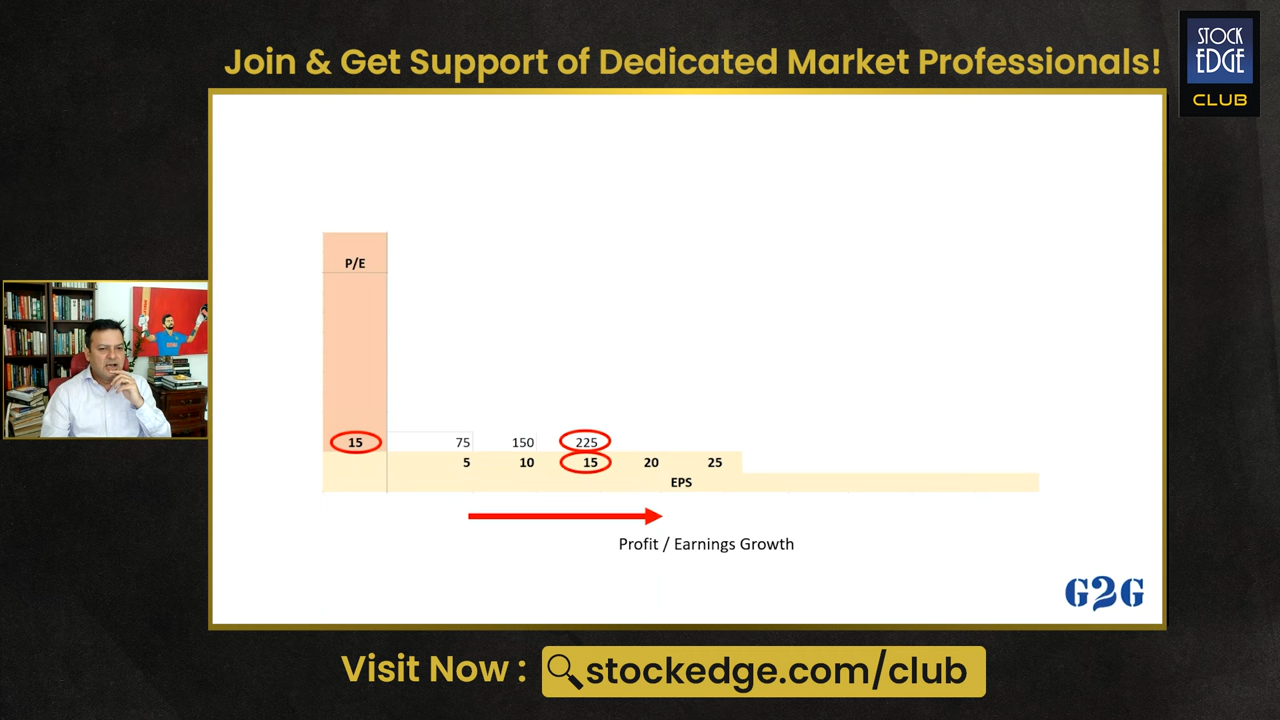 Join & Get Support of Dedicated Market Professionals!
STOCK
EDGE
CLUB
P/E
15 75 150 225
5 10 15 20 25
EPS
Profit / Earnings Growth
G2G
Visit Now : stockedge.com/club